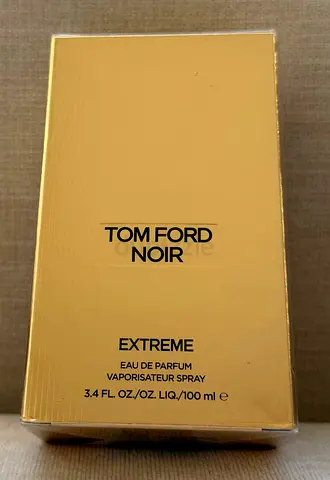 TOM FORD
NOIR
EXTREME
EAU DE PARFUM
VAPORISATEUR SPRAY
3.4 FL. OZ./OZ. LIQ./100 ml ℮